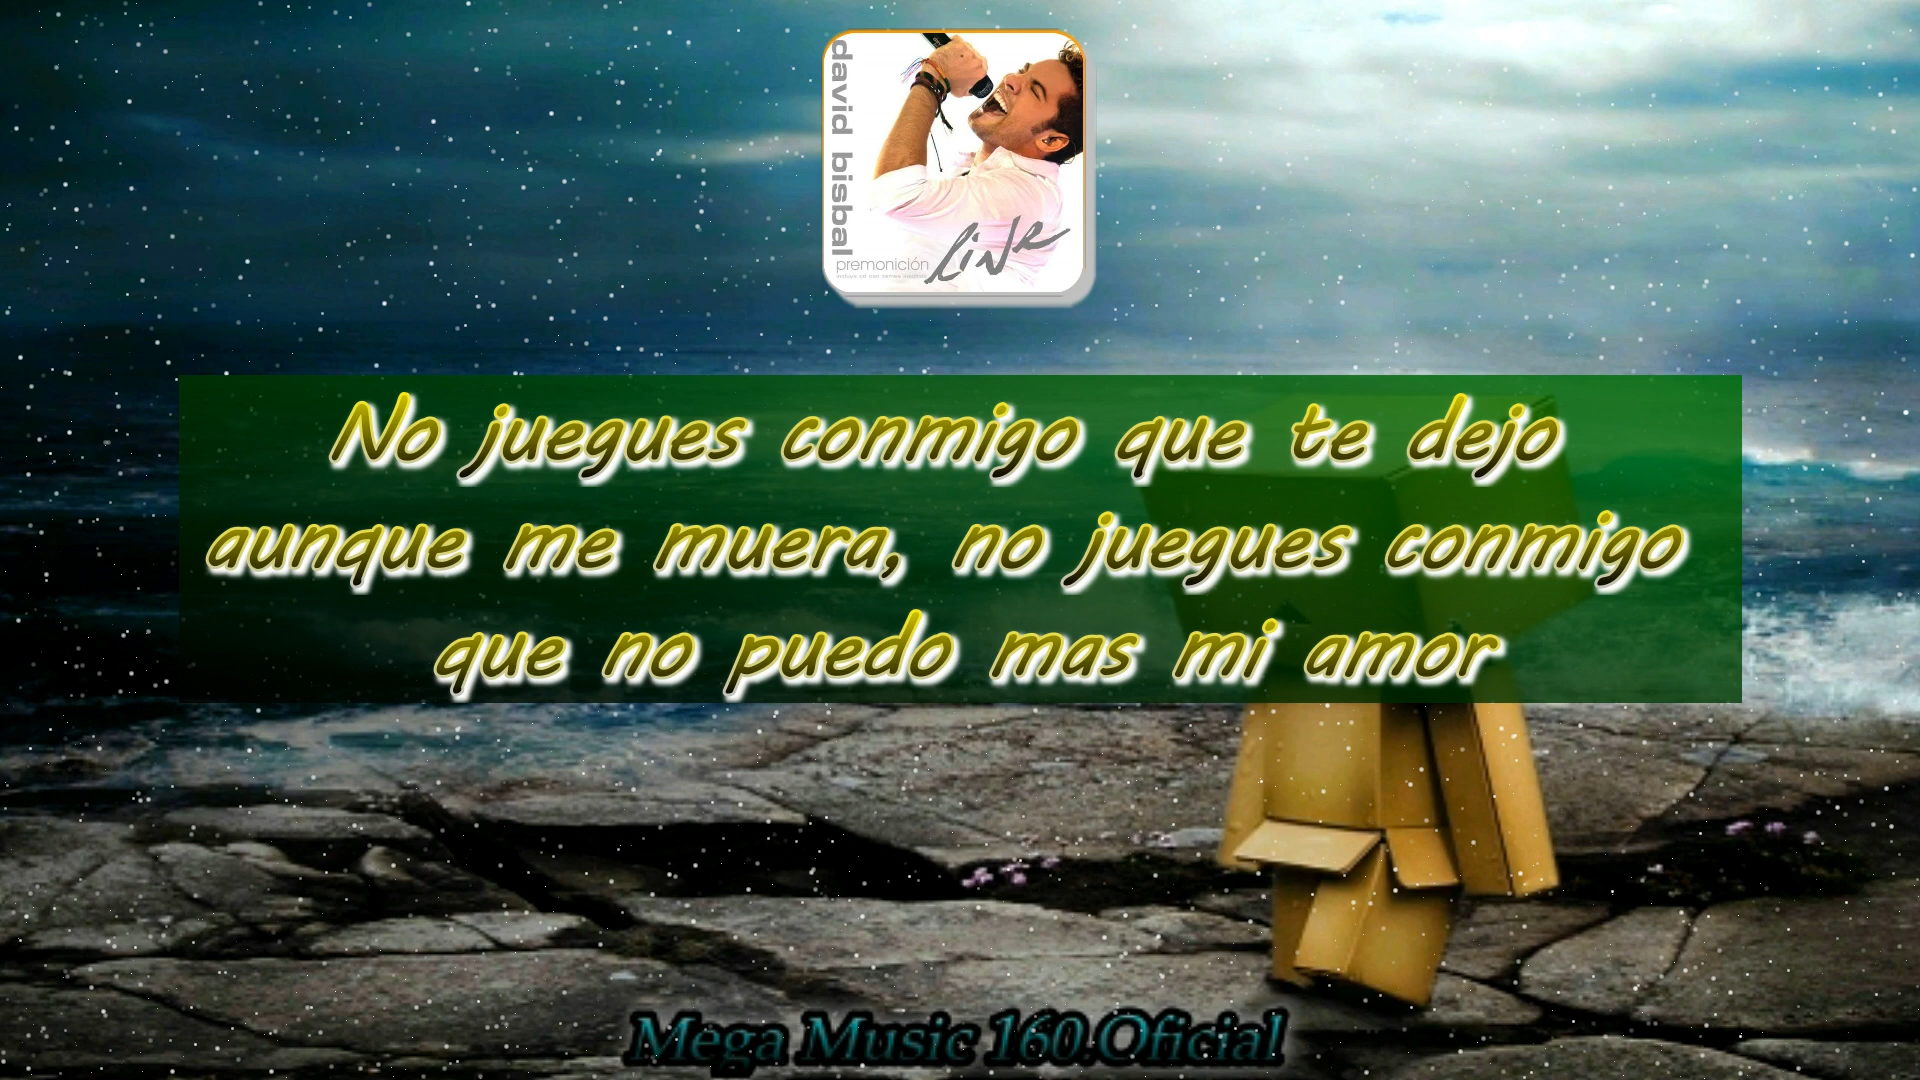 david bisbal
premonición
LIVE
No juegues conmigo que te dejo
aunque me muera, no juegues conmigo
que no puedo mas mi amor
Mega Music 160.Oficial